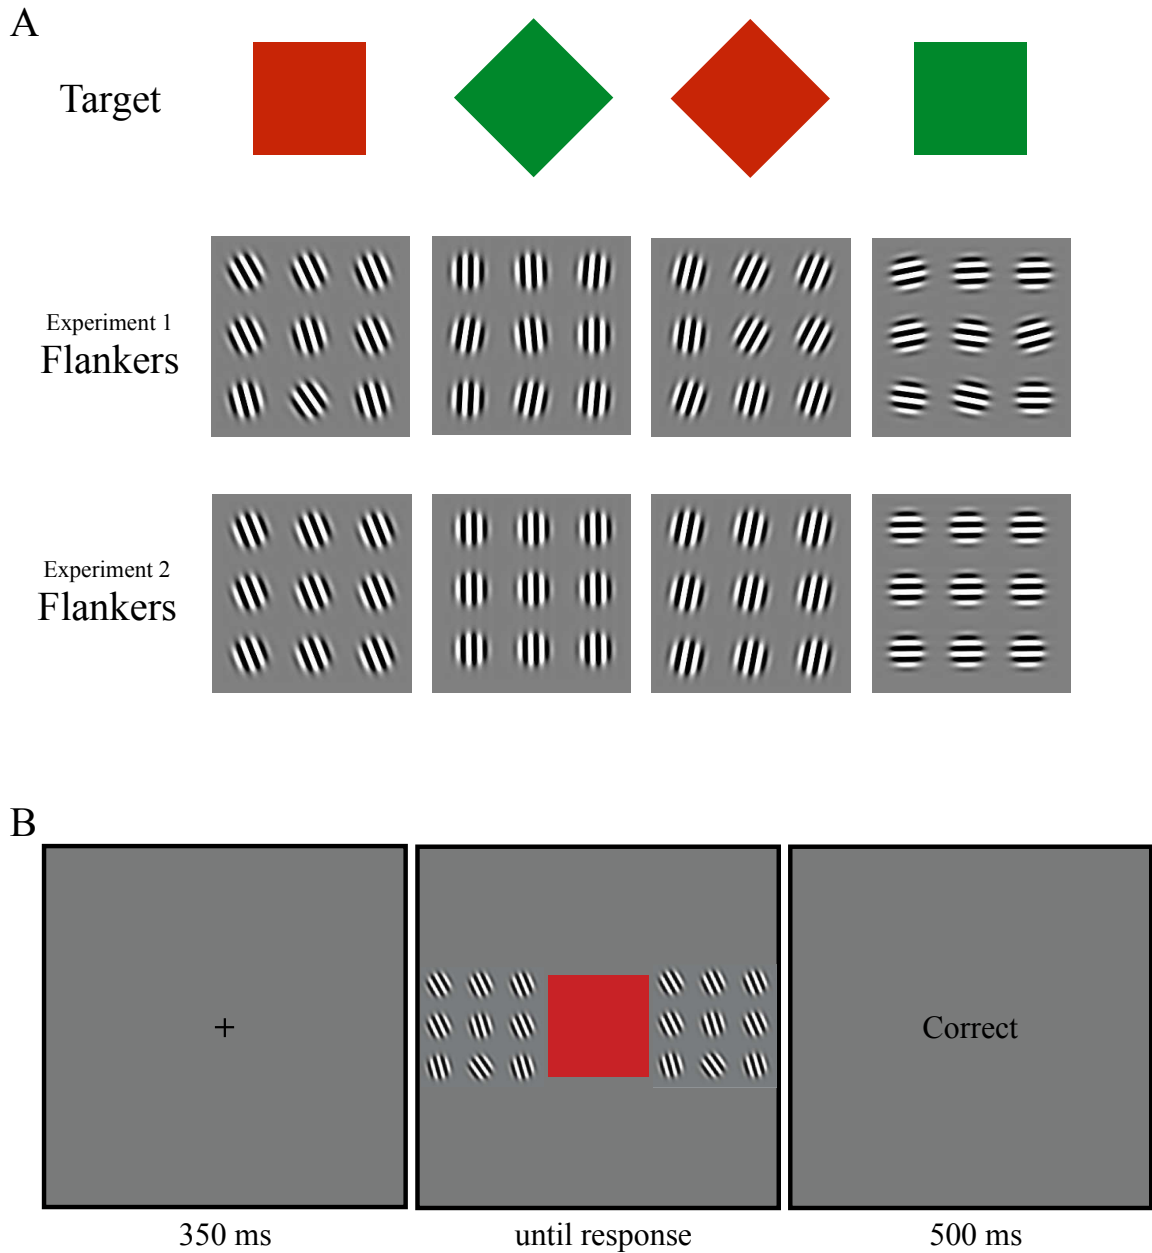 A
Target
Experiment 1
Flankers
Experiment 2
Flankers
B
+
Correct
350 ms
until response
500 ms